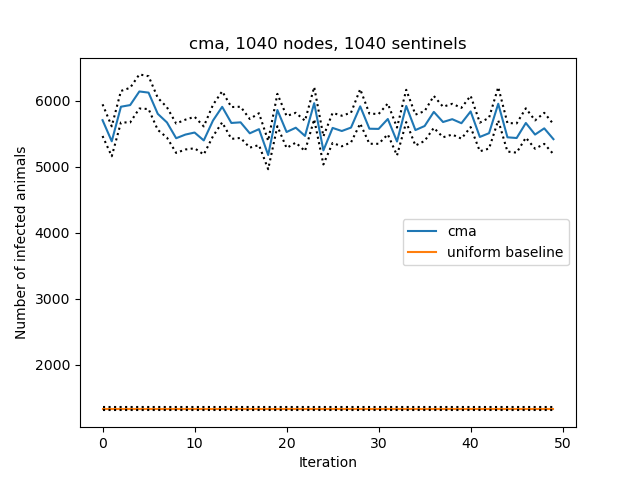 cma, 1040 nodes, 1040 sentinels
Number of infected animals
6000
5000
4000
3000
2000
cma
uniform baseline
0
10
20
30
40
50
Iteration